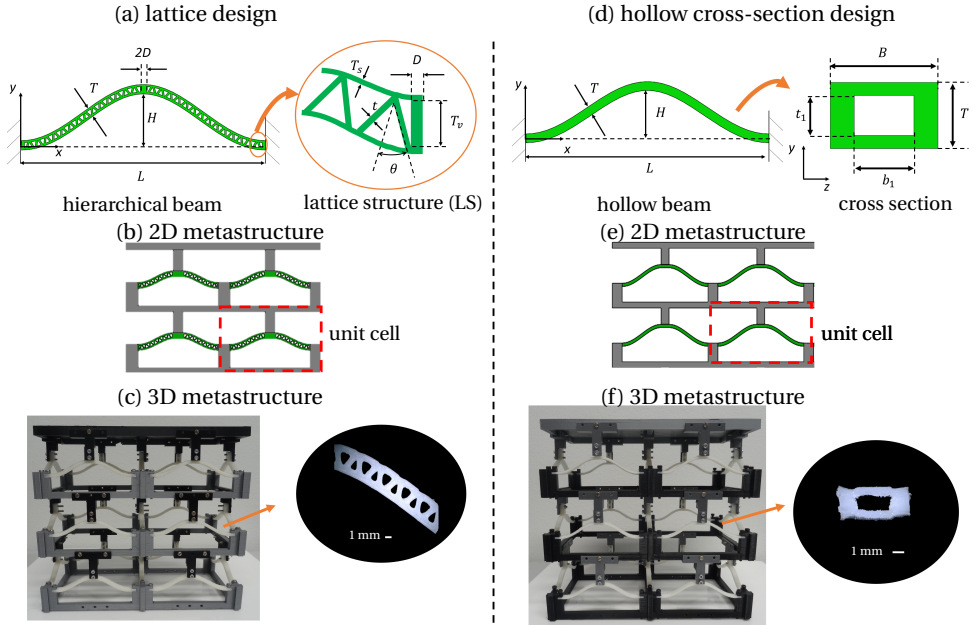 (a) lattice design
2D
y
T
H
x
L
hierarchical beam
T_s
D
t
T_v
θ
lattice structure (LS)
(b) 2D metastructure
unit cell
(c) 3D metastructure
1 mm
(d) hollow cross-section design
y
T
H
x
L
hollow beam
B
t_1
T
y
z
b_1
cross section
(e) 2D metastructure
unit cell
(f) 3D metastructure
1 mm